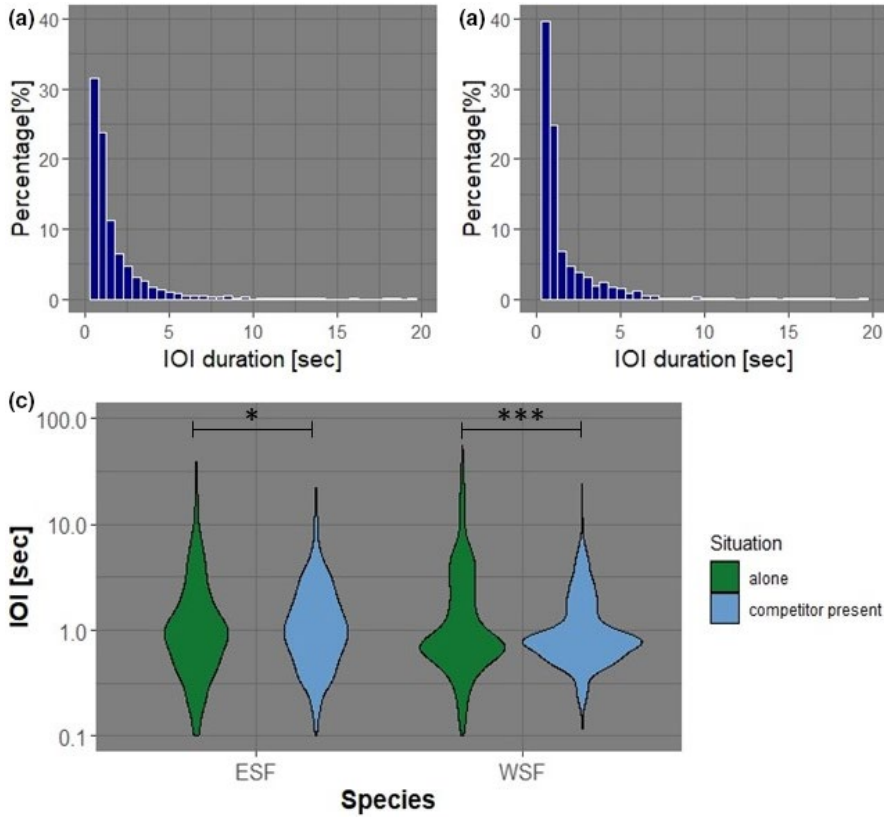 (a)
40
30
20
10
0
Percentage[%]
0 5 10 15 20
IOI duration [sec]
(a)
40
30
20
10
0
Percentage[%]
0 5 10 15 20
IOI duration [sec]
(c)
100.0
10.0
1.0
0.1
IOI [sec]
* ***
ESF WSF
Species
Situation
alone
competitor present